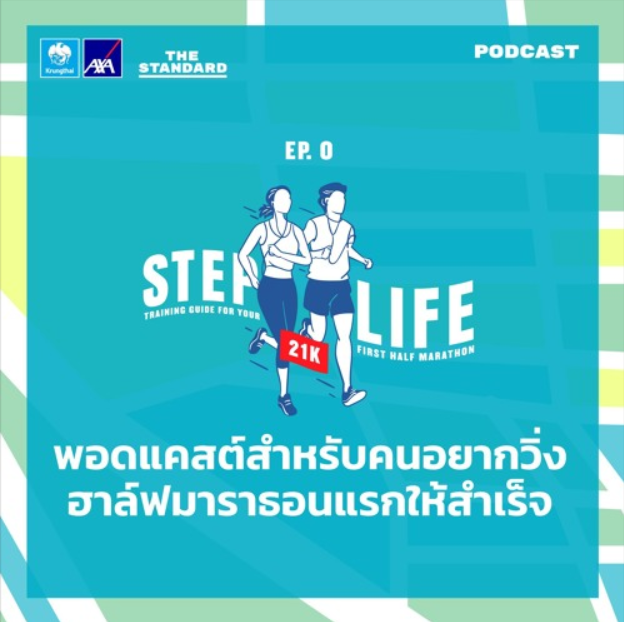 Krungthai
AXA
THE
STANDARD
PODCAST
EP. 0
STEP LIFE
TRAINING GUIDE FOR YOUR
21K
FIRST HALF MARATHON
พอดแคสต์สำหรับคนอยากวิ่ง
ฮาล์ฟมาราธอนแรกให้สำเร็จ